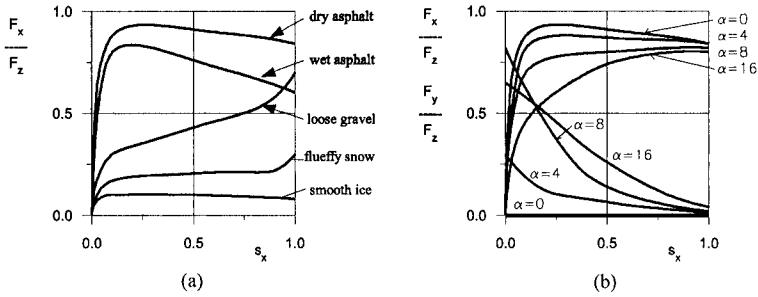 F_x
F_z
1.0
0.5
0.0
0.0
0.5
1.0
s_x
dry asphalt
wet asphalt
loose gravel
flueffy snow
smooth ice
(a)
F_x
F_z
F_y
F_z
1.0
0.5
0.0
0.0
0.5
1.0
s_x
α=0
α=4
α=8
α=16
α=8
α=16
α=4
α=0
(b)